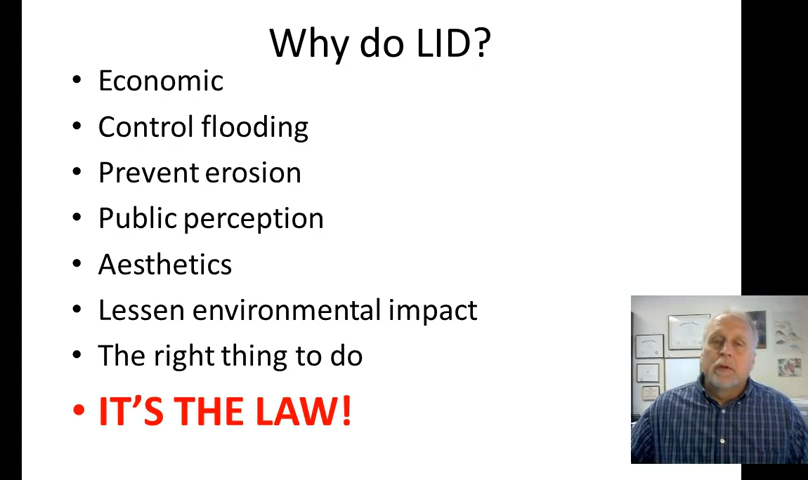 Why do LID?
• Economic
• Control flooding
• Prevent erosion
• Public perception
• Aesthetics
• Lessen environmental impact
• The right thing to do
• IT’S THE LAW!